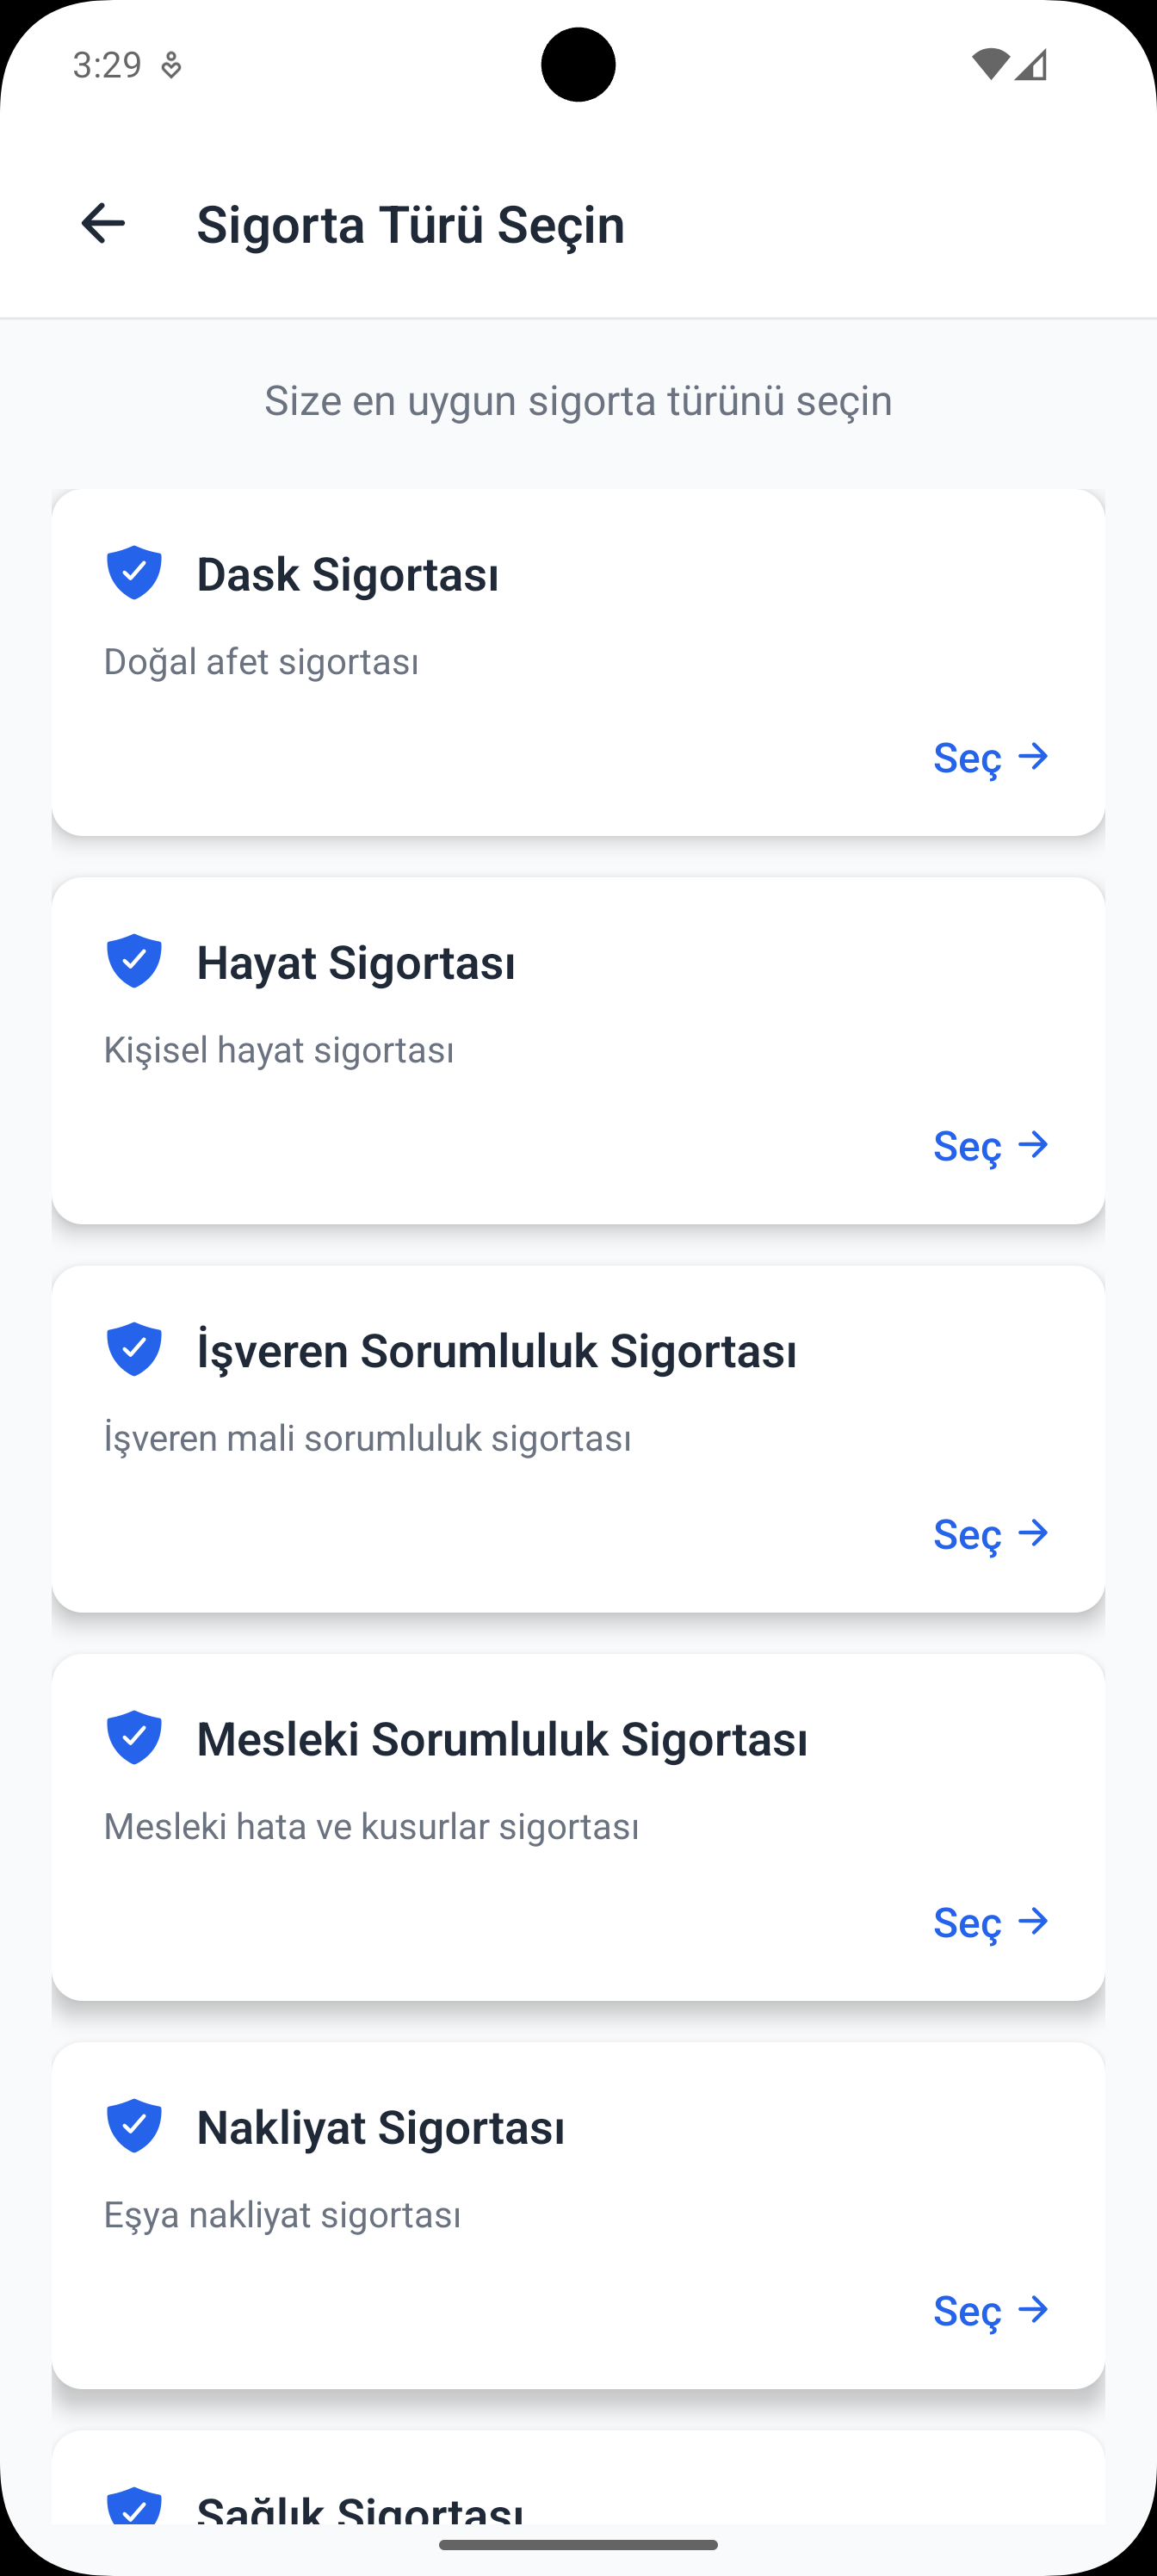 3:29
Sigorta Türü Seçin
Size en uygun sigorta türünü seçin
Dask Sigortası
Doğal afet sigortası
Seç
Hayat Sigortası
Kişisel hayat sigortası
Seç
İşveren Sorumluluk Sigortası
İşveren mali sorumluluk sigortası
Seç
Mesleki Sorumluluk Sigortası
Mesleki hata ve kusurlar sigortası
Seç
Nakliyat Sigortası
Eşya nakliyat sigortası
Seç
Sağlık Sigortası